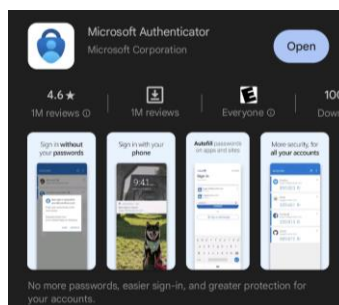 Microsoft Authenticator
Microsoft Corporation
Open
4.6★
1M reviews
1M reviews
E
Everyone
100
Down
Sign in without
your passwords
Sign in with your
phone
9:41
Autofill passwords
on apps and sites
More security, for
all your accounts
No more passwords, easier sign-in, and greater protection for
your accounts.